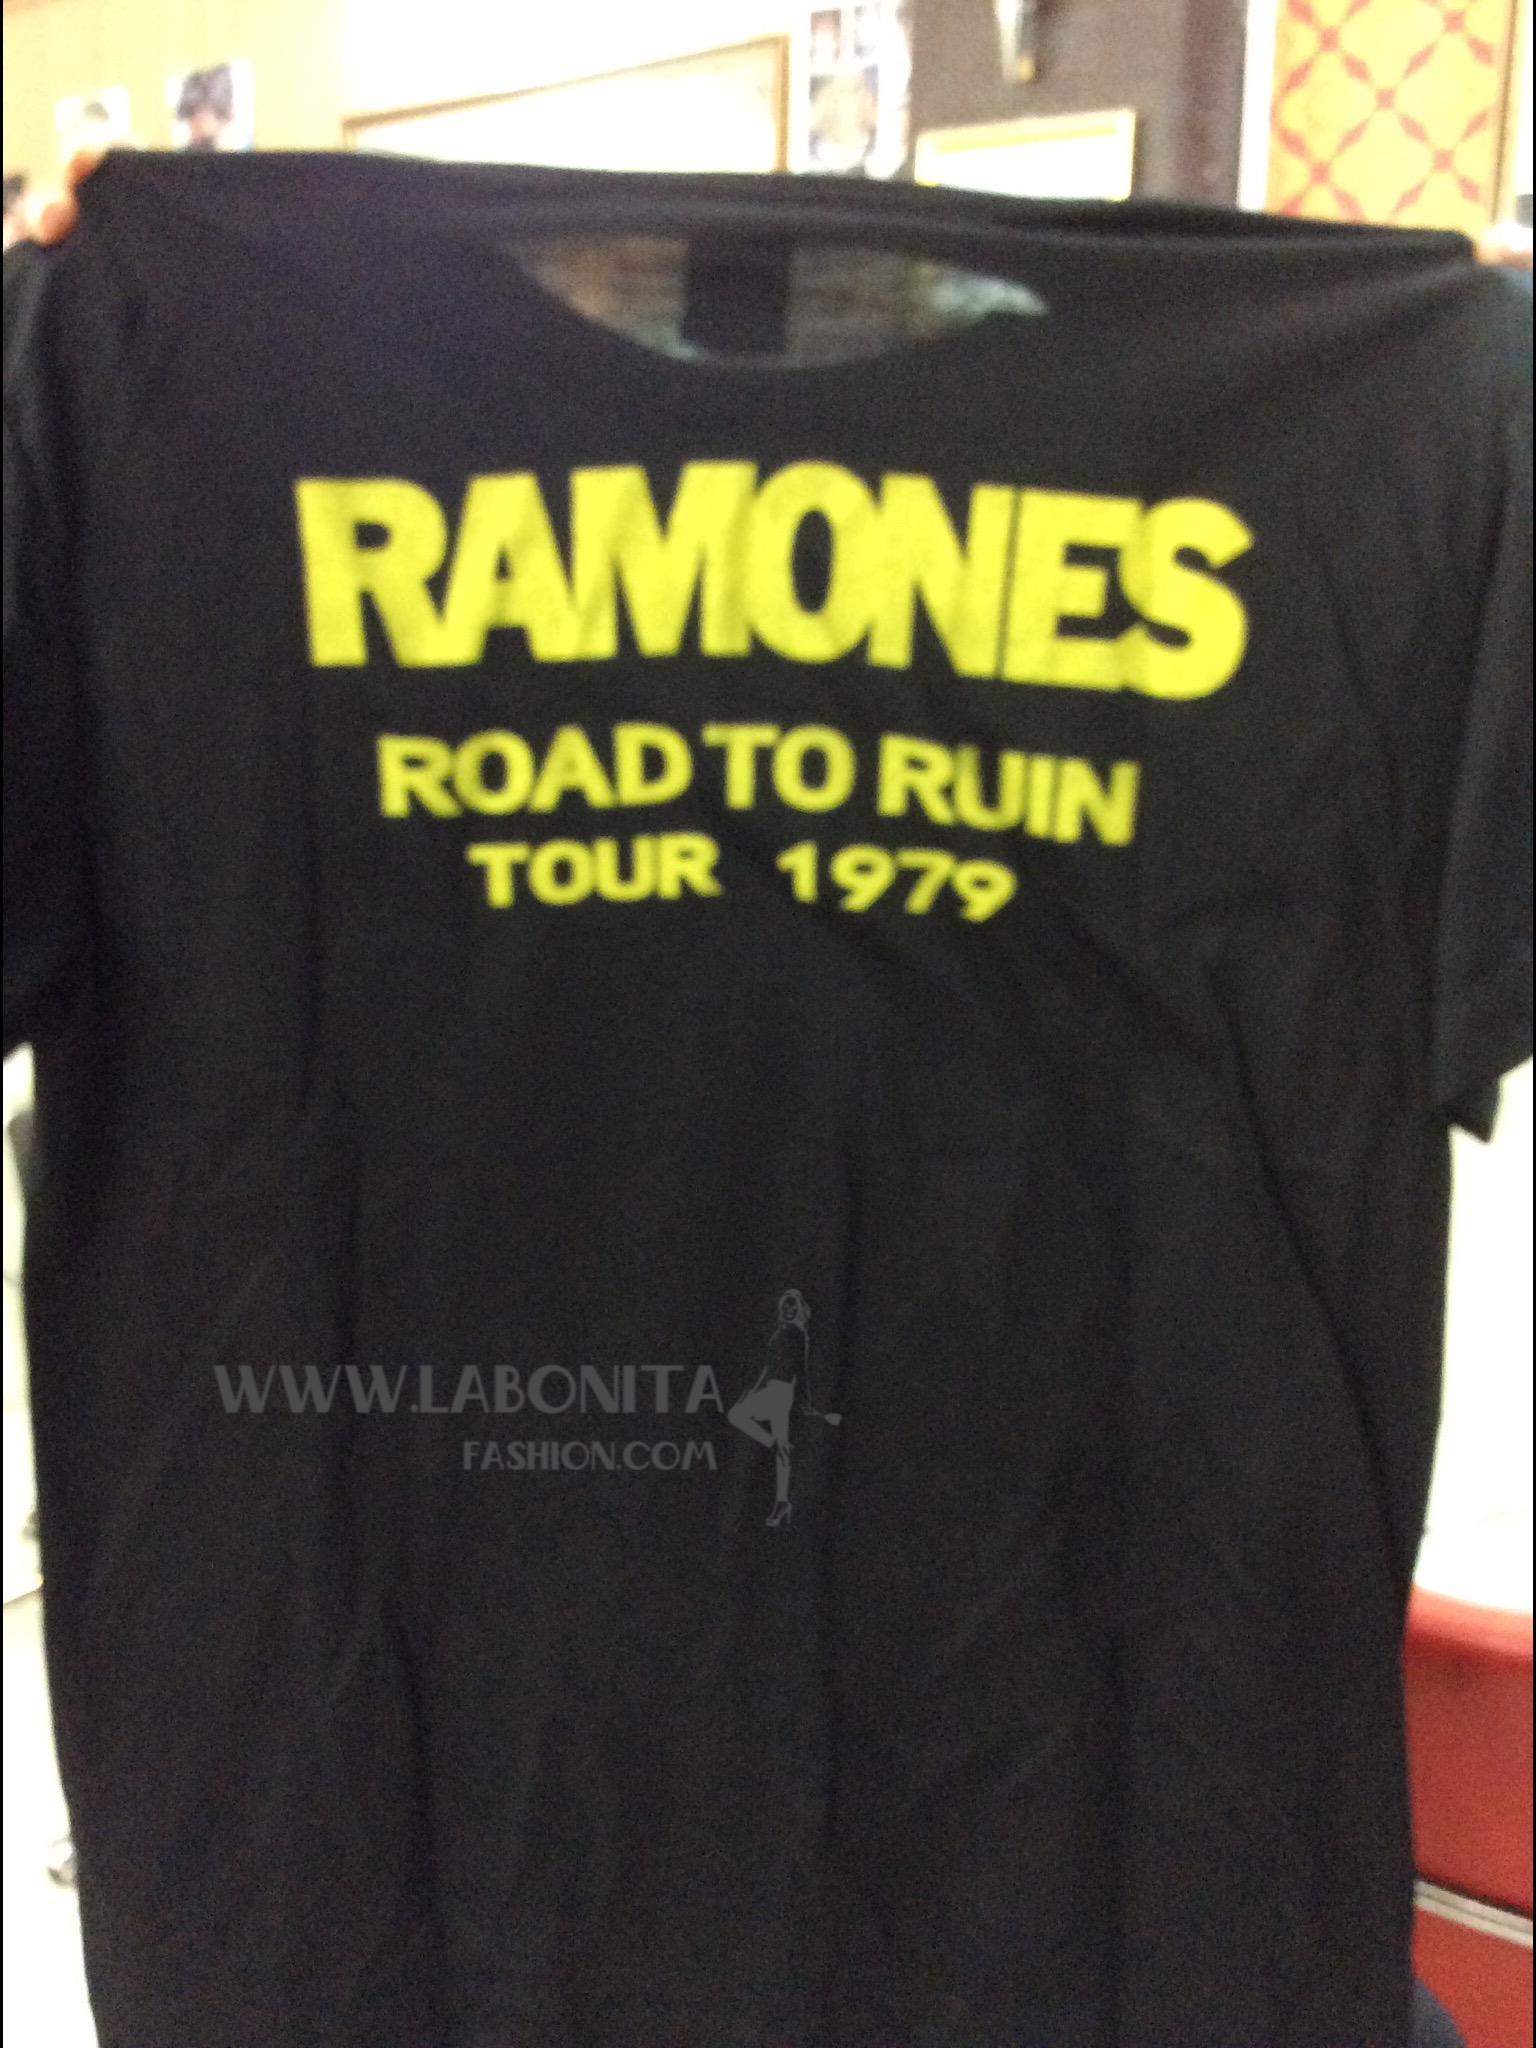 RAMONES
ROAD TO RUIN
TOUR 1979
WWW.LABONITA
FASHION.COM